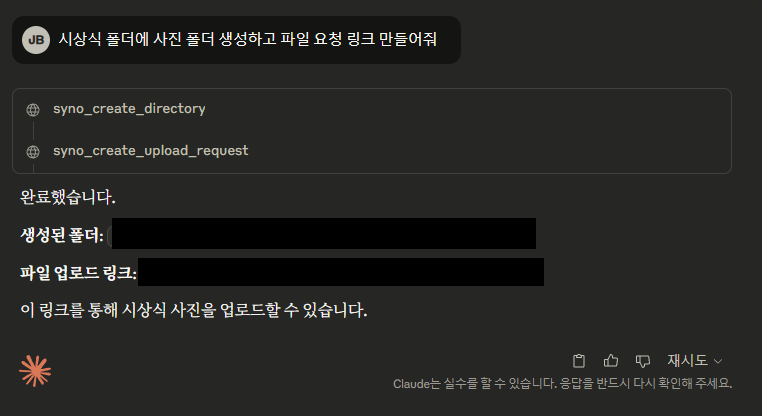 JB 시상식 폴더에 사진 폴더 생성하고 파일 요청 링크 만들어줘
syno_create_directory
syno_create_upload_request
완료했습니다.
생성된 폴더:
파일 업로드 링크:
이 링크를 통해 시상식 사진을 업로드할 수 있습니다.
재시도
Claude는 실수를 할 수 있습니다. 응답을 반드시 다시 확인해 주세요.